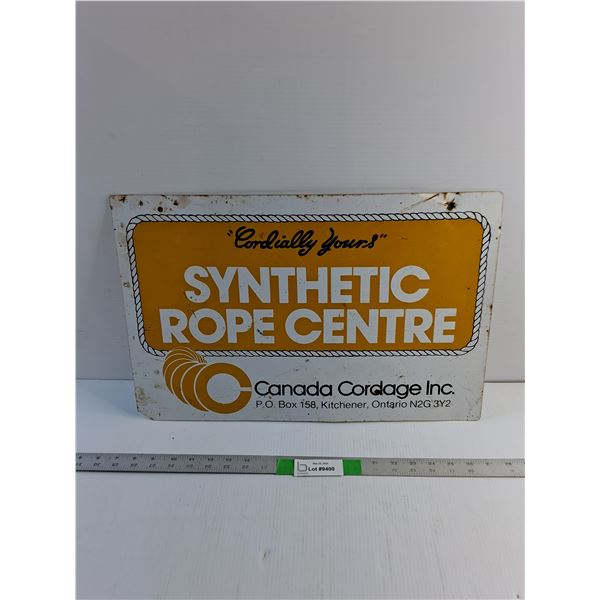 "Cordially Yours"
SYNTHETIC
ROPE CENTRE
Canada Cordage Inc.
P.O. Box 158, Kitchener, Ontario N2G 3Y2
Lot #9400